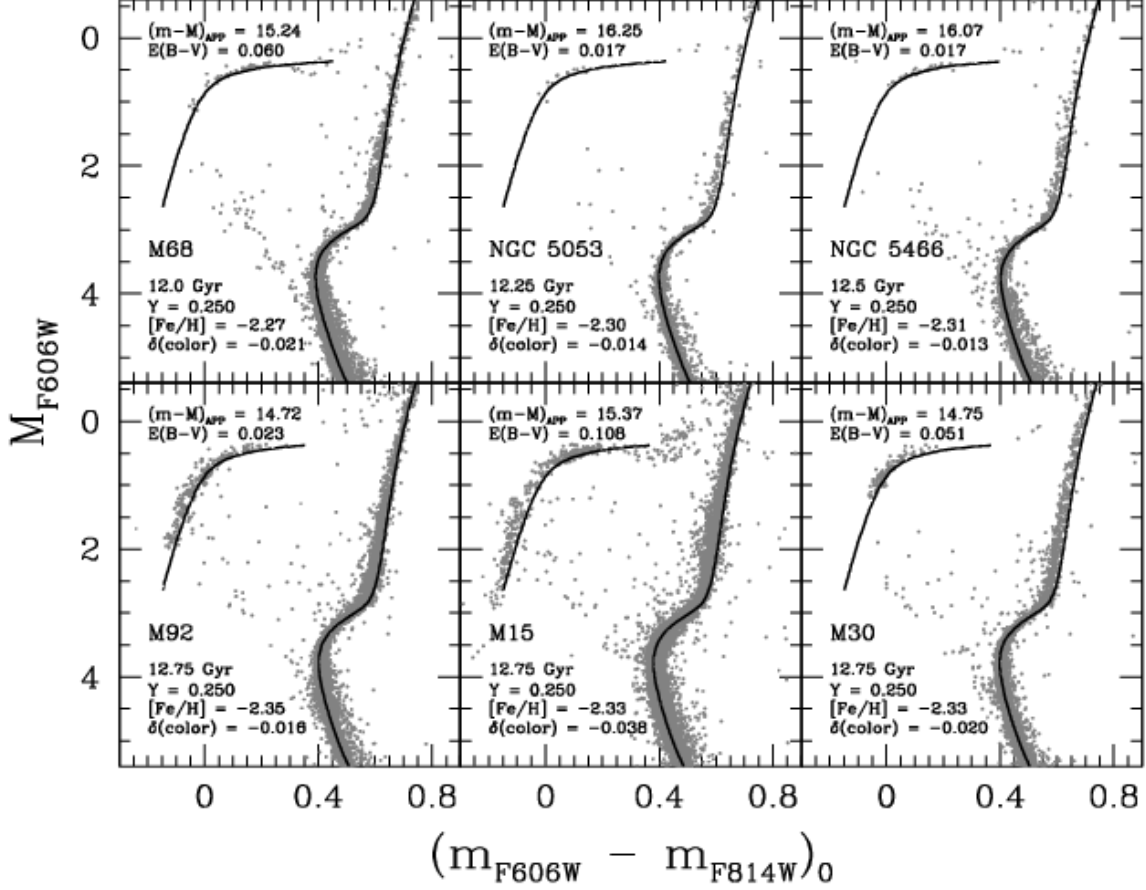 (m-M)APP = 15.24
E(B-V) = 0.060
M68
12.0 Gyr
Y = 0.250
[Fe/H] = -2.27
δ(color) = -0.021
(m-M)APP = 16.25
E(B-V) = 0.017
NGC 5053
12.25 Gyr
Y = 0.250
[Fe/H] = -2.30
δ(color) = -0.014
(m-M)APP = 16.07
E(B-V) = 0.017
NGC 5466
12.5 Gyr
Y = 0.250
[Fe/H] = -2.31
δ(color) = -0.013
0
2
4
MF606W
(m-M)APP = 14.72
E(B-V) = 0.023
M92
12.75 Gyr
Y = 0.250
[Fe/H] = -2.35
δ(color) = -0.016
(m-M)APP = 15.37
E(B-V) = 0.108
M15
12.75 Gyr
Y = 0.250
[Fe/H] = -2.33
δ(color) = -0.038
(m-M)APP = 14.75
E(B-V) = 0.051
M30
12.75 Gyr
Y = 0.250
[Fe/H] = -2.33
δ(color) = -0.020
0
2
4
0 0.4 0.8 0 0.4 0.8 0 0.4 0.8
(mF606W - mF814W)0